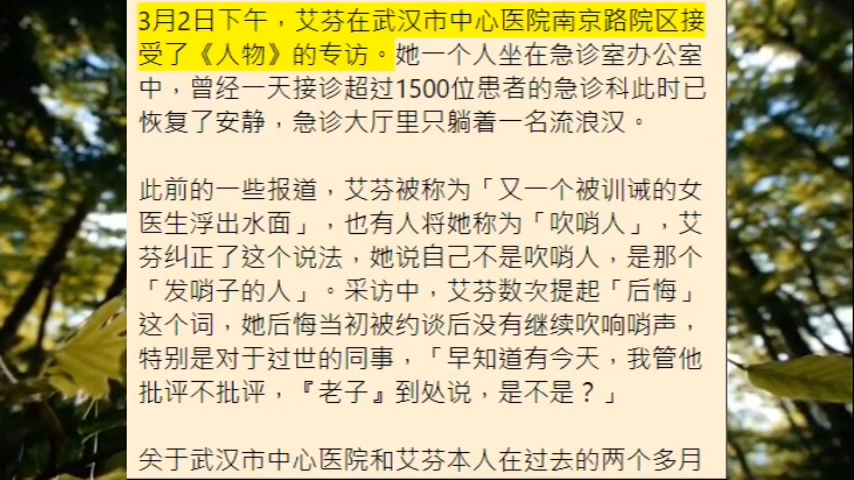 3月2日下午，艾芬在武汉市中心医院南京路院区接
受了《人物》的专访。她一个人坐在急诊室办公室
中，曾经一天接诊超过1500位患者的急诊科此时已
恢复了安静，急诊大厅里只躺着一名流浪汉。
此前的一些报道，艾芬被称为「又一个被训诫的女
医生浮出水面」，也有人将她称为「吹哨人」，艾
芬纠正了这个说法，她说自己不是吹哨人，是那个
「发哨子的人」。采访中，艾芬数次提起「后悔」
这个词，她后悔当初被约谈后没有继续吹响哨声，
特别是对于过世的同事，「早知道有今天，我管他
批评不批评，『老子』到处说，是不是？」
关于武汉市中心医院和艾芬本人在过去的两个多月